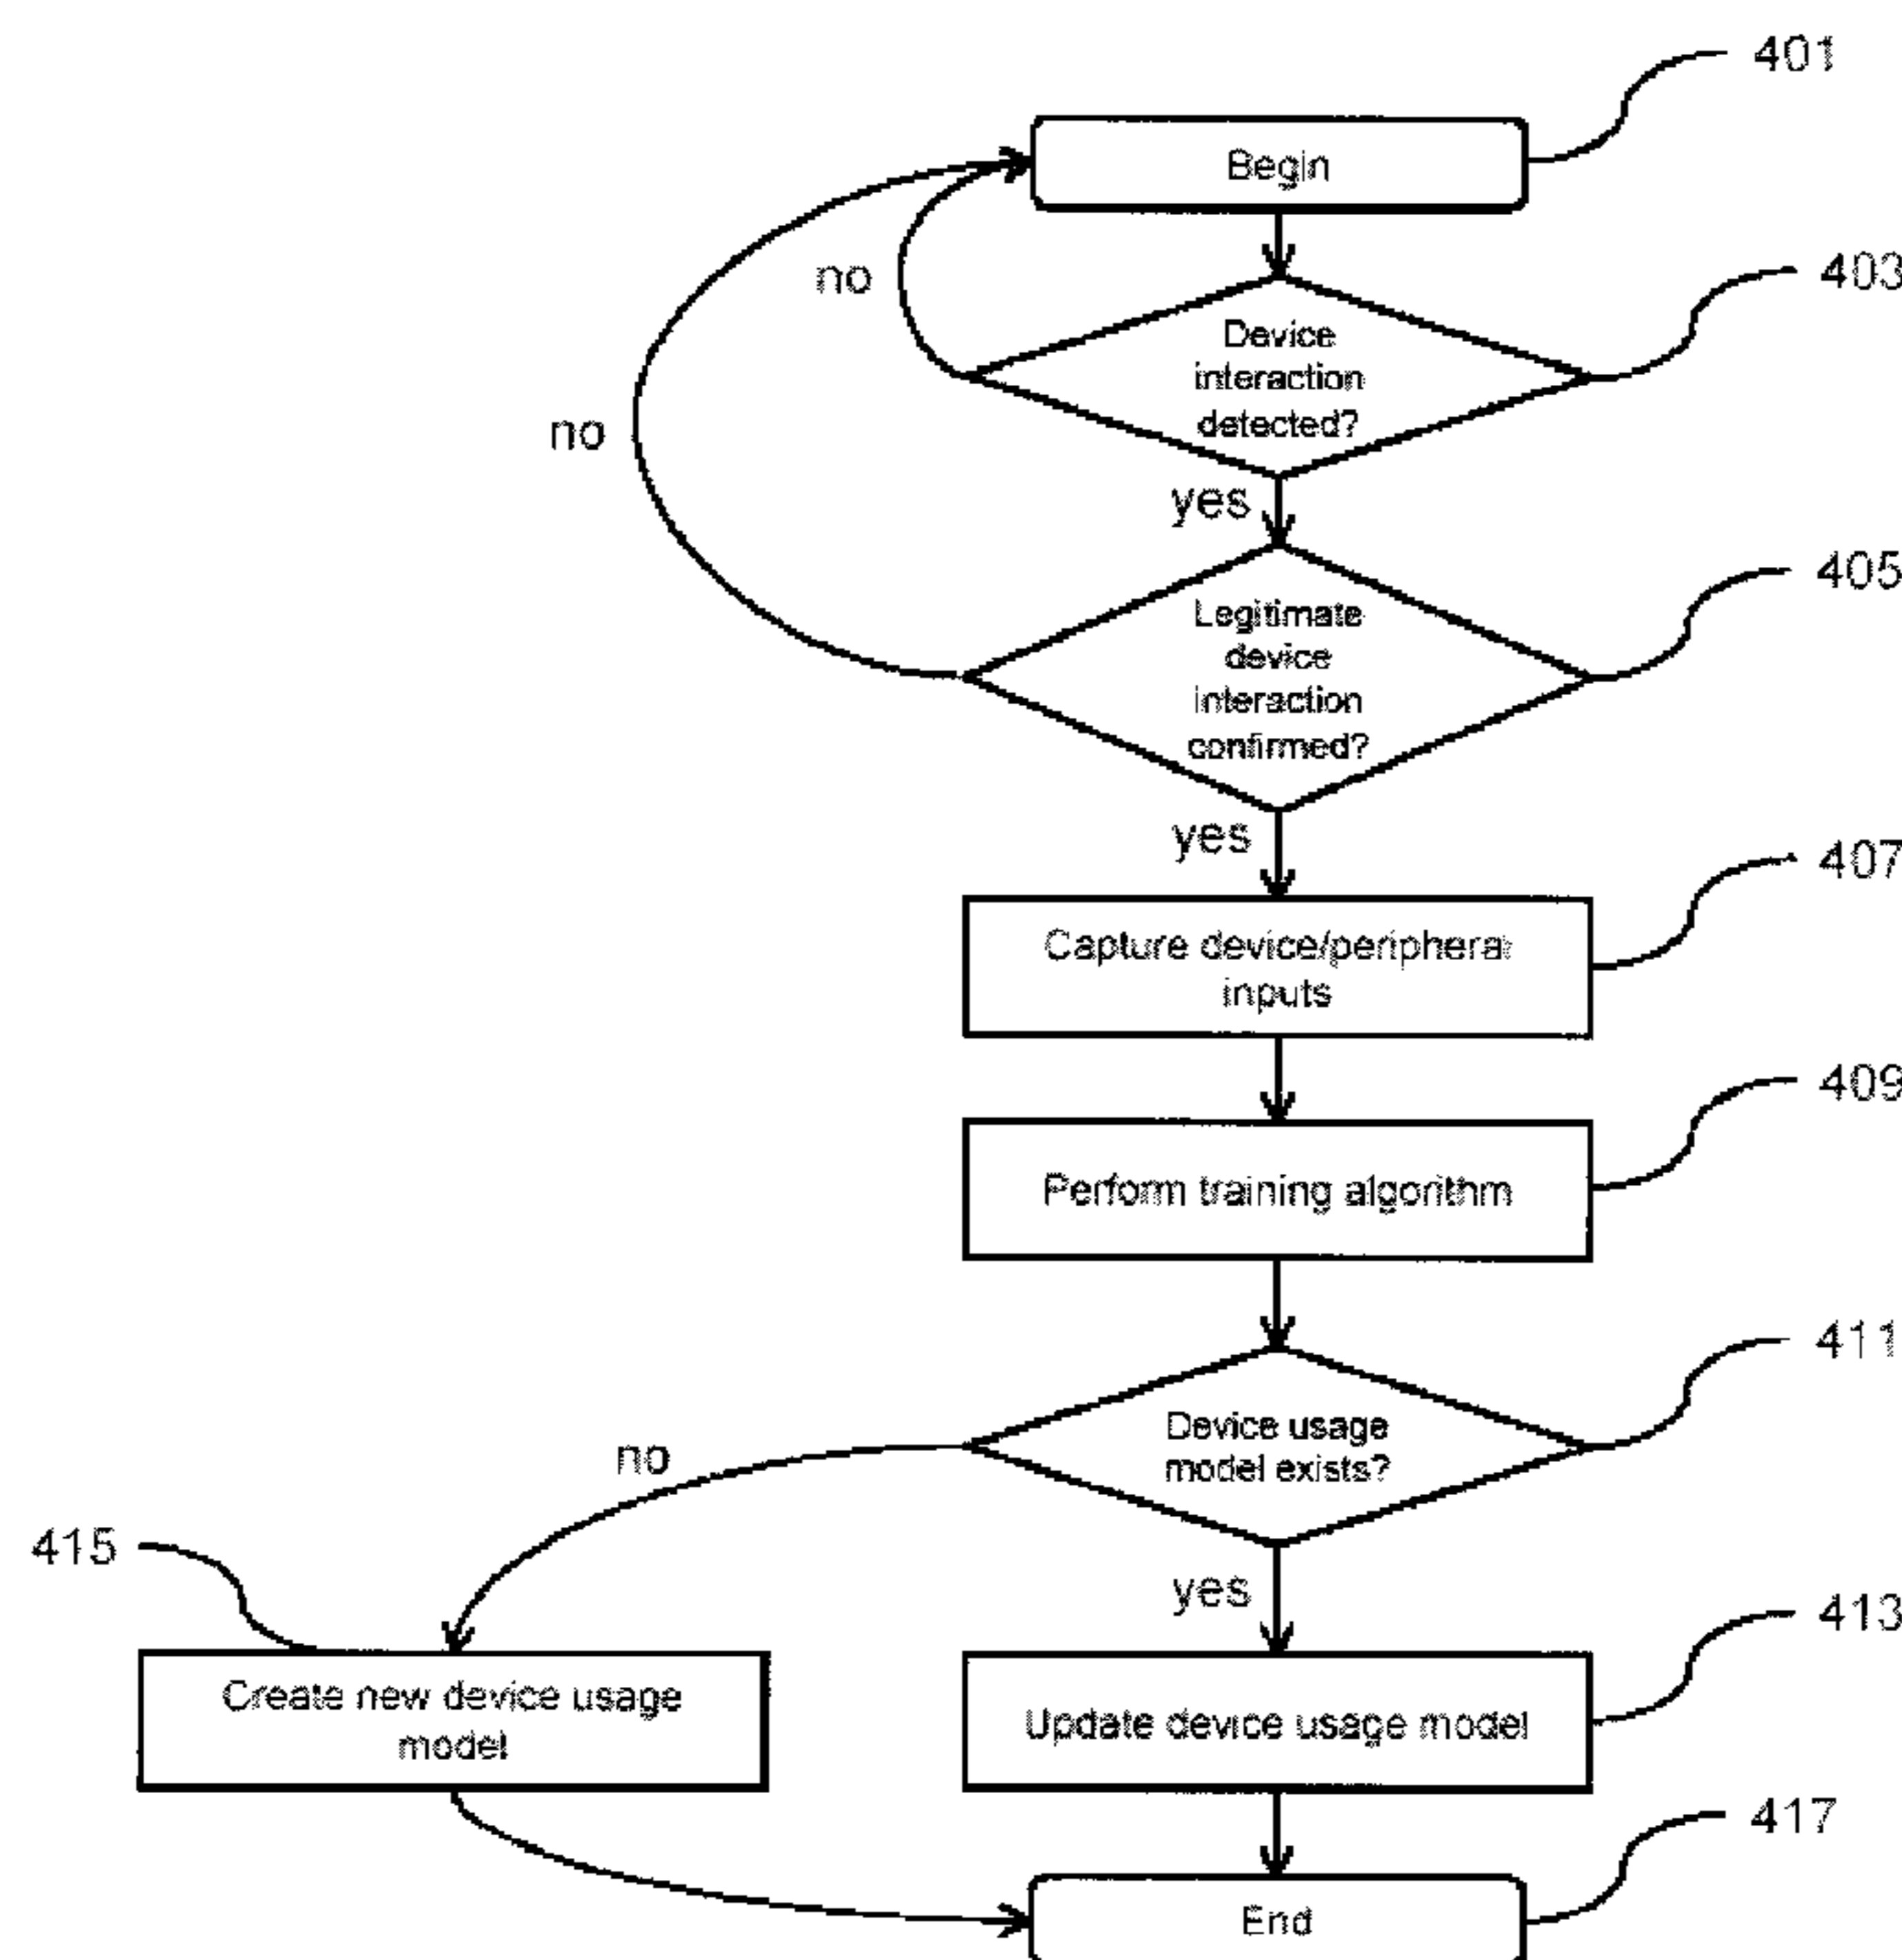 401
Begin
403
no
Device
interaction
detected?
no
yes
405
Legitimate
device
interaction
confirmed?
yes
407
Capture device/peripheral
inputs
409
Perform training algorithm
411
Device usage
model exists?
no
415
yes
413
Create new device usage
model
Update device usage model
417
End